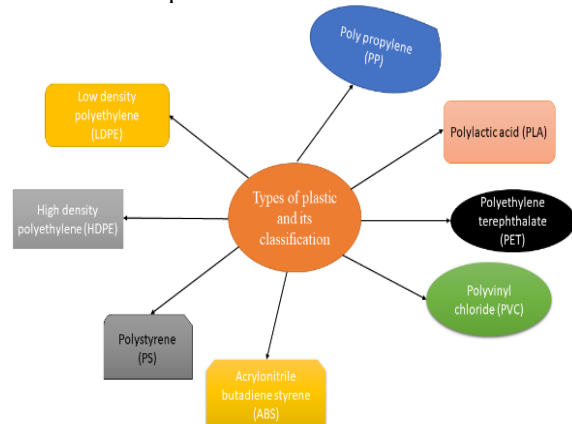 Poly propylene
(PP)
Low density
polyethylene
(LDPE)
Polylactic acid (PLA)
Types of plastic
and its
classification
Polyethylene
terephthalate
(PET)
High density
polyethylene (HDPE)
Polyvinyl
chloride (PVC)
Polystyrene
(PS)
Acrylonitrile
butadiene styrene
(ABS)